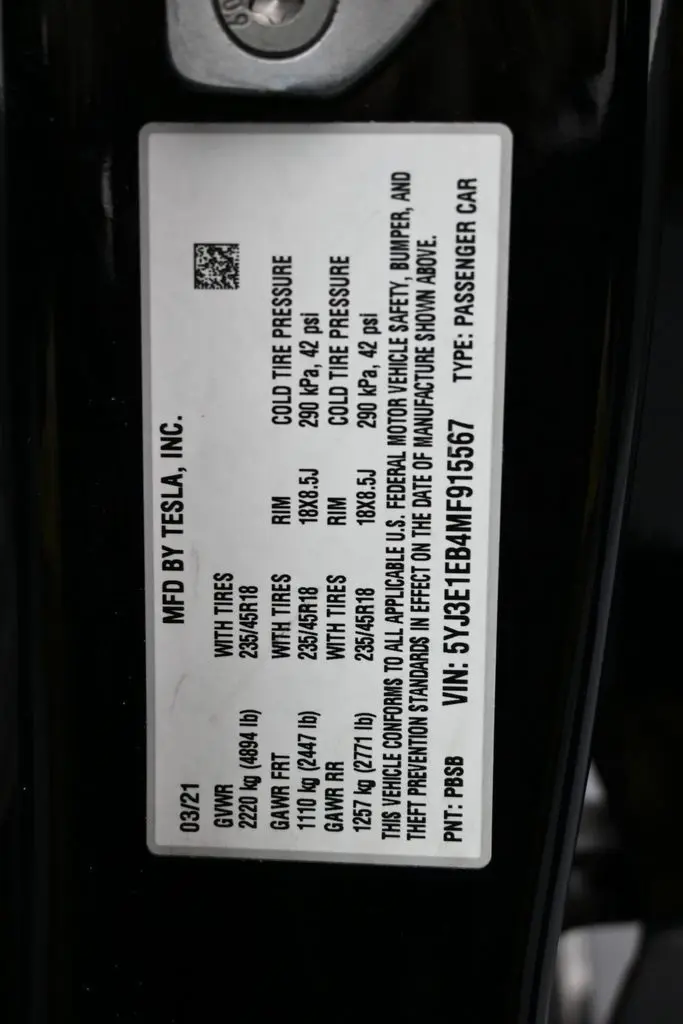 60
03/21 MFD BY TESLA, INC.
GVWR WITH TIRES
2220 kg (4894 lb) 235/45R18
GAWR FRT WITH TIRES RIM COLD TIRE PRESSURE
1110 kg (2447 lb) 235/45R18 18X8.5J 290 kPa, 42 psi
GAWR RR WITH TIRES RIM COLD TIRE PRESSURE
1257 kg (2771 lb) 235/45R18 18X8.5J 290 kPa, 42 psi
THIS VEHICLE CONFORMS TO ALL APPLICABLE U.S. FEDERAL MOTOR VEHICLE SAFETY, BUMPER, AND
THEFT PREVENTION STANDARDS IN EFFECT ON THE DATE OF MANUFACTURE SHOWN ABOVE.
PNT: PBSB VIN: 5YJ3E1EB4MF915567 TYPE: PASSENGER CAR